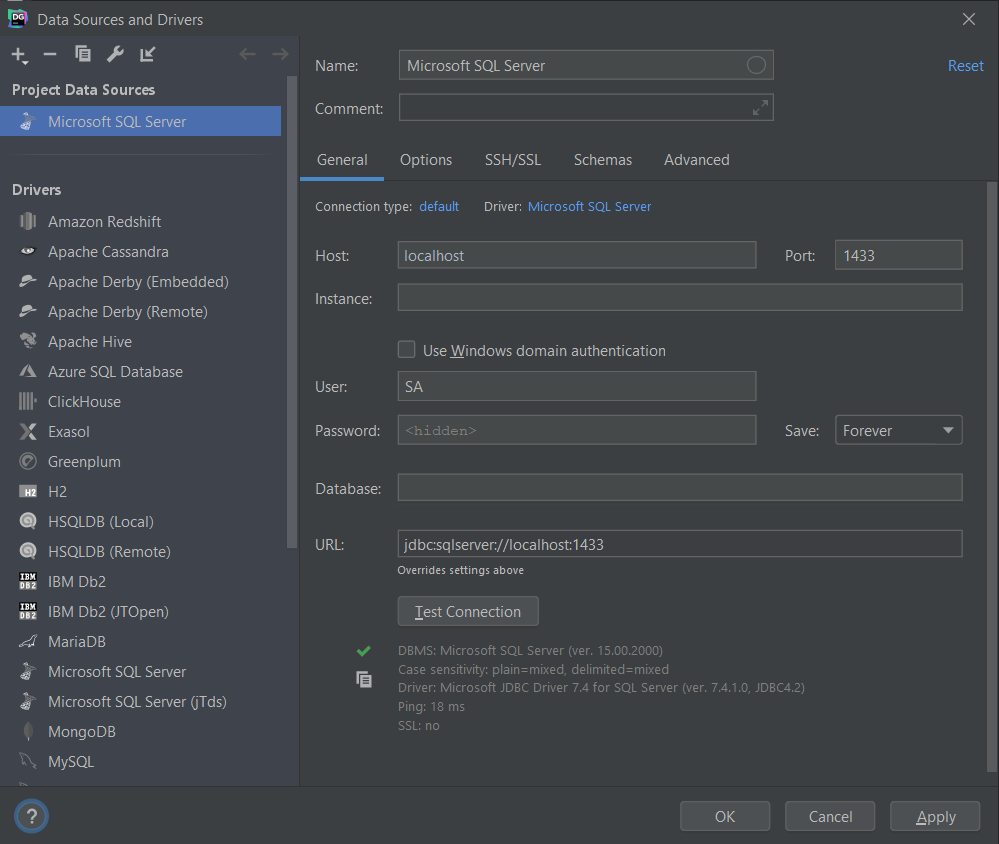 DG Data Sources and Drivers
Project Data Sources
Microsoft SQL Server
Drivers
Amazon Redshift
Apache Cassandra
Apache Derby (Embedded)
Apache Derby (Remote)
Apache Hive
Azure SQL Database
ClickHouse
Exasol
Greenplum
H2 H2
HSQLDB (Local)
HSQLDB (Remote)
IBM DB2 IBM Db2
IBM DB2 IBM Db2 (JTOpen)
MariaDB
Microsoft SQL Server
Microsoft SQL Server (jTds)
MongoDB
MySQL
?
Name: Microsoft SQL Server Reset
Comment:
General Options SSH/SSL Schemas Advanced
Connection type: default Driver: Microsoft SQL Server
Host: localhost Port: 1433
Instance:
Use Windows domain authentication
User: SA
Password: <hidden> Save: Forever
Database:
URL: jdbc:sqlserver://localhost:1433
Overrides settings above
Test Connection
DBMS: Microsoft SQL Server (ver. 15.00.2000)
Case sensitivity: plain=mixed, delimited=mixed
Driver: Microsoft JDBC Driver 7.4 for SQL Server (ver. 7.4.1.0, JDBC4.2)
Ping: 18 ms
SSL: no
OK Cancel Apply